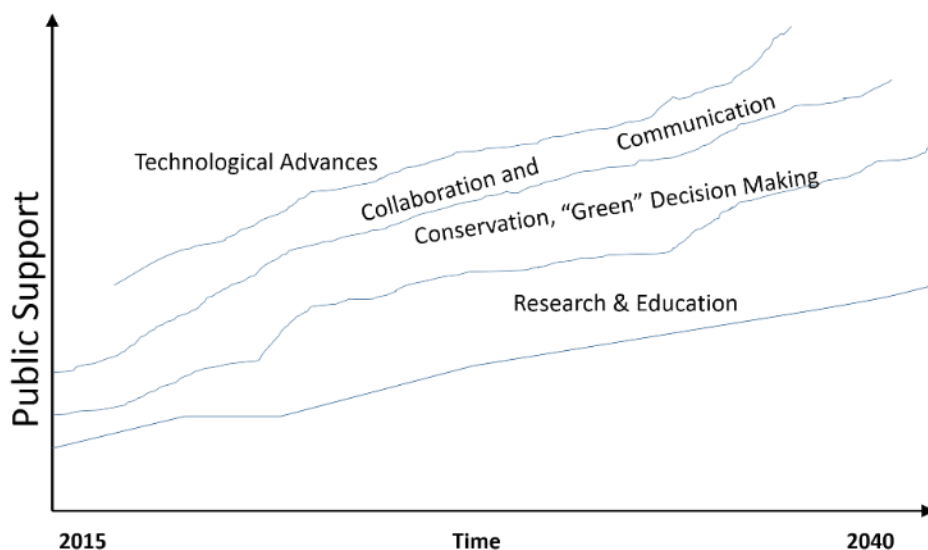 Technological Advances
Collaboration and Communication
Conservation, “Green” Decision Making
Research & Education
Public Support
2015 Time 2040